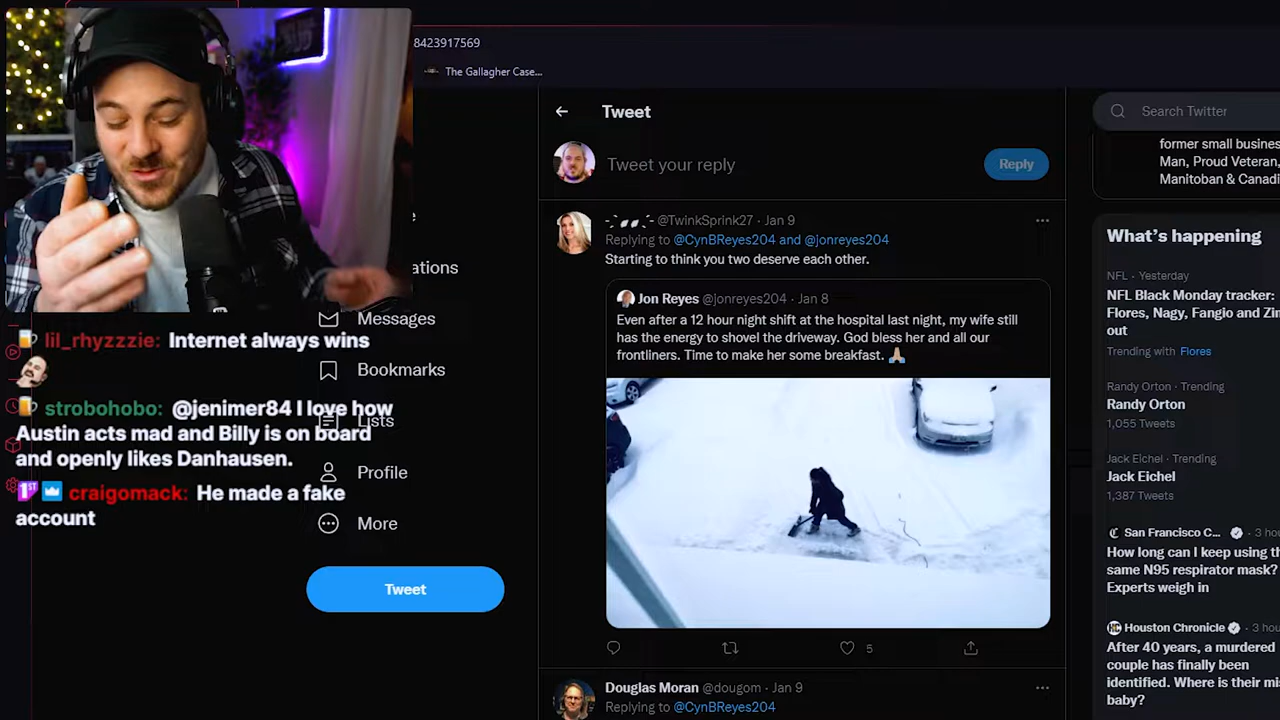 8423917569
The Gallagher Case...
Tweet
Search Twitter
Tweet your reply
Reply
former small busines
Man, Proud Veteran,
Manitoba & Canadi
@TwinkSprink27 · Jan 9
Replying to @CynBReyes204 and @jonreyes204
Starting to think you two deserve each other.
Jon Reyes @jonreyes204 · Jan 8
Even after a 12 hour night shift at the hospital last night, my wife still
has the energy to shovel the driveway. God bless her and all our
frontliners. Time to make her some breakfast. 🙏🏼
5
Douglas Moran @dougom · Jan 9
Replying to @CynBReyes204
What's happening
NFL · Yesterday
NFL Black Monday tracker:
Flores, Nagy, Fangio and Zim
out
Trending with Flores
Randy Orton · Trending
Randy Orton
1,055 Tweets
Jack Eichel · Trending
Jack Eichel
1,387 Tweets
San Francisco C... · 3 hou
How long can I keep using th
same N95 respirator mask?
Experts weigh in
Houston Chronicle · 3 hou
After 40 years, a murdered
couple has finally been
identified. Where is their mis
baby?
e
ations
Messages
Bookmarks
Lists
Profile
More
Tweet
lil_rhyzzzie: Internet always wins
strobohobo: @jenimer84 I love how
Austin acts mad and Billy is on board
and openly likes Danhausen.
craigomack: He made a fake
account